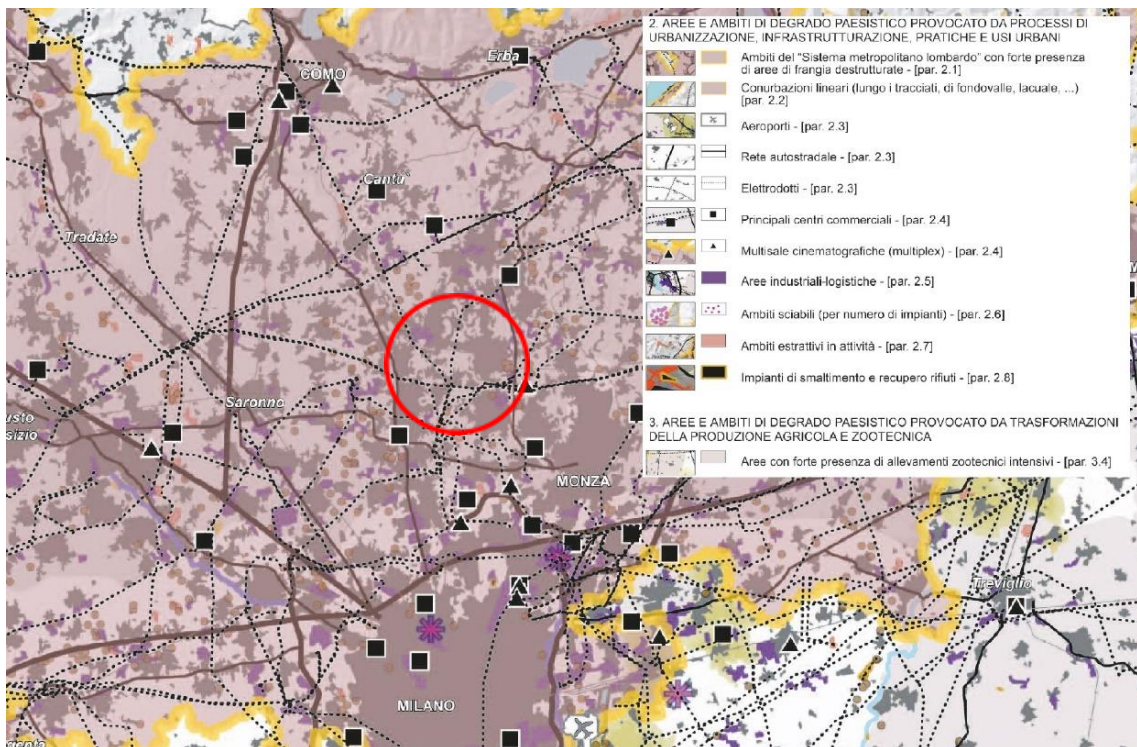 2. AREE E AMBITI DI DEGRADO PAESISTICO PROVOCATO DA PROCESSI DI
URBANIZZAZIONE, INFRASTRUTTURAZIONE, PRATICHE E USI URBANI
Ambiti del "Sistema metropolitano lombardo" con forte presenza
di aree di frangia destrutturate - [par. 2.1]
Conurbazioni lineari (lungo i tracciati, di fondovalle, lacuale, ...)
[par. 2.2]
Aeroporti - [par. 2.3]
Rete autostradale - [par. 2.3]
Elettrodotti - [par. 2.3]
Principali centri commerciali - [par. 2.4]
Multisale cinematografiche (multiplex) - [par. 2.4]
Aree industriali-logistiche - [par. 2.5]
Ambiti sciabili (per numero di impianti) - [par. 2.6]
Ambiti estrattivi in attività - [par. 2.7]
Impianti di smaltimento e recupero rifiuti - [par. 2.8]
3. AREE E AMBITI DI DEGRADO PAESISTICO PROVOCATO DA TRASFORMAZIONI
DELLA PRODUZIONE AGRICOLA E ZOOTECNICA
Aree con forte presenza di allevamenti zootecnici intensivi - [par. 3.4]
Erba
COMO
Cantù
Tradate
Saronno
usto
sizio
MONZA
Treviglio
MILANO
genta